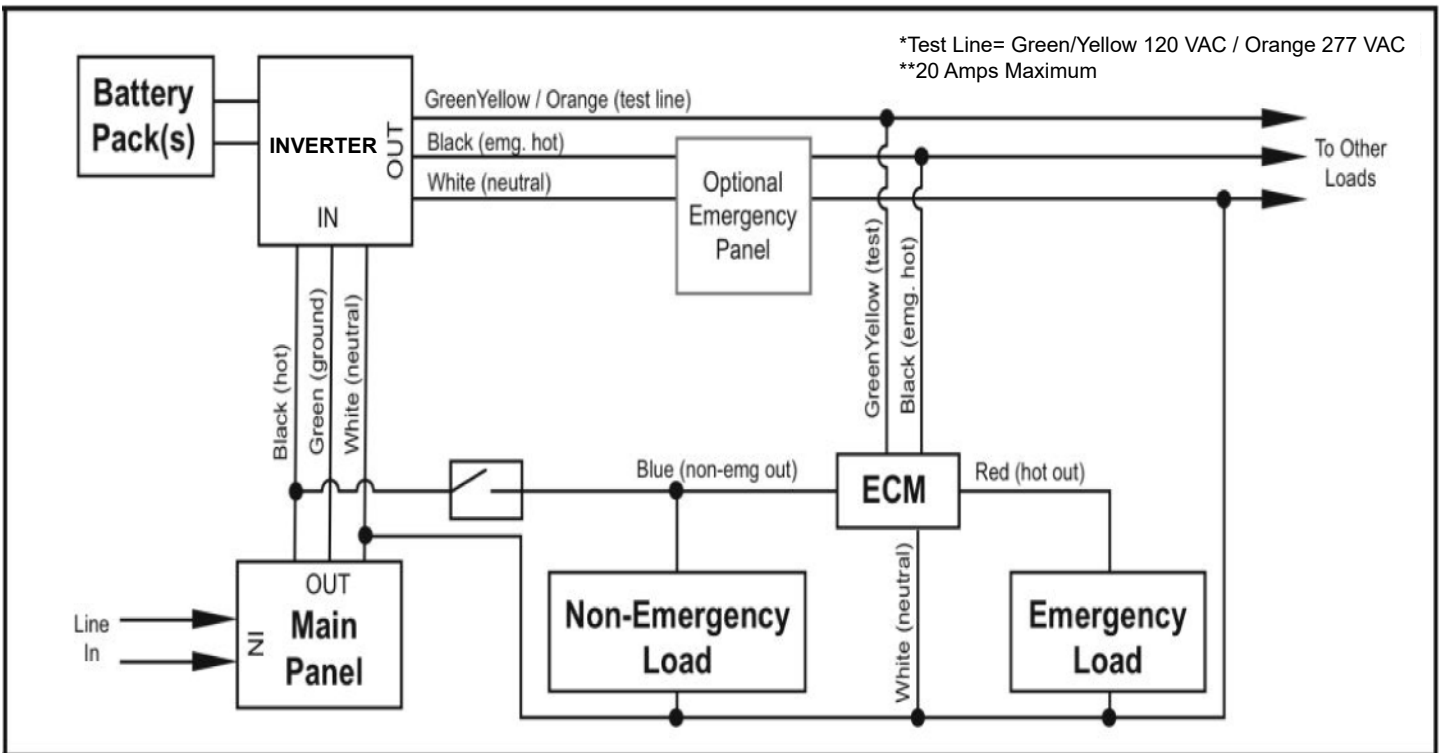 *Test Line= Green/Yellow 120 VAC / Orange 277 VAC
**20 Amps Maximum
Battery
Pack(s)
INVERTER
OUT
IN
GreenYellow / Orange (test line)
Black (emg. hot)
White (neutral)
Optional
Emergency
Panel
To Other
Loads
GreenYellow (test)
Black (emg. hot)
Black (hot)
Green (ground)
White (neutral)
Blue (non-emg out)
ECM
Red (hot out)
Line
In
OUT
IN
Main
Panel
Non-Emergency
Load
White (neutral)
Emergency
Load